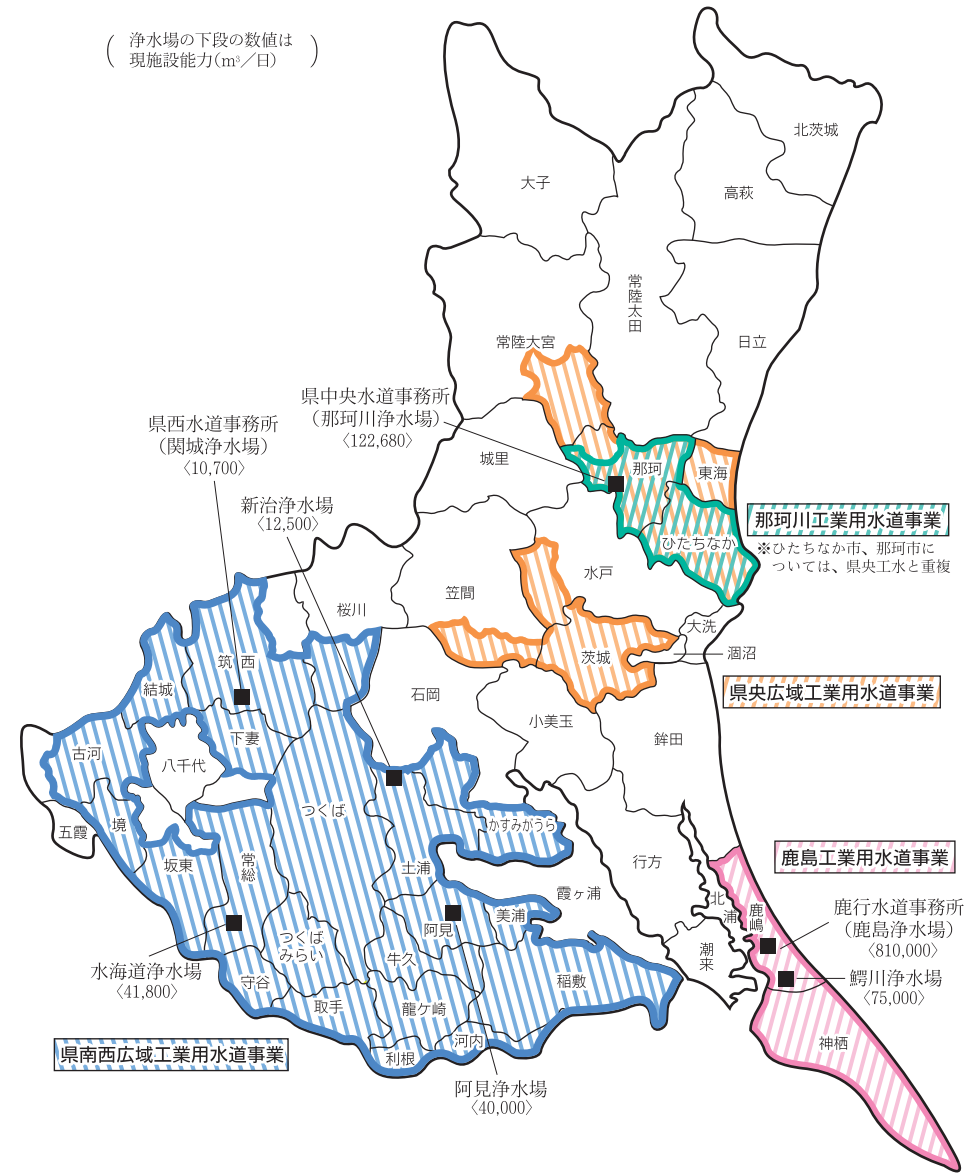 浄水場の下段の数値は
現施設能力(m³／日)
北茨城
大子
高萩
常陸太田
常陸大宮
日立
県中央水道事務所
(那珂川浄水場)
〈122,680〉
県西水道事務所
(関城浄水場)
〈10,700〉
城里
那珂
東海
新治浄水場
〈12,500〉
那珂川工業用水道事業
ひたちなか
※ひたちなか市、那珂市に
ついては、県央工水と重複
水戸
笠間
桜川
大洗
涸沼
茨城
筑西
結城
石岡
県央広域工業用水道事業
小美玉
下妻
鉾田
古河
八千代
つくば
五霞
境
かすみがうら
坂東
常総
土浦
行方
鹿島工業用水道事業
霞ヶ浦
北浦
鹿嶋
美浦
阿見
鹿行水道事務所
(鹿島浄水場)
〈810,000〉
つくば
みらい
潮来
牛久
水海道浄水場
〈41,800〉
守谷
稲敷
鰐川浄水場
〈75,000〉
取手
龍ケ崎
河内
神栖
県南西広域工業用水道事業
利根
阿見浄水場
〈40,000〉